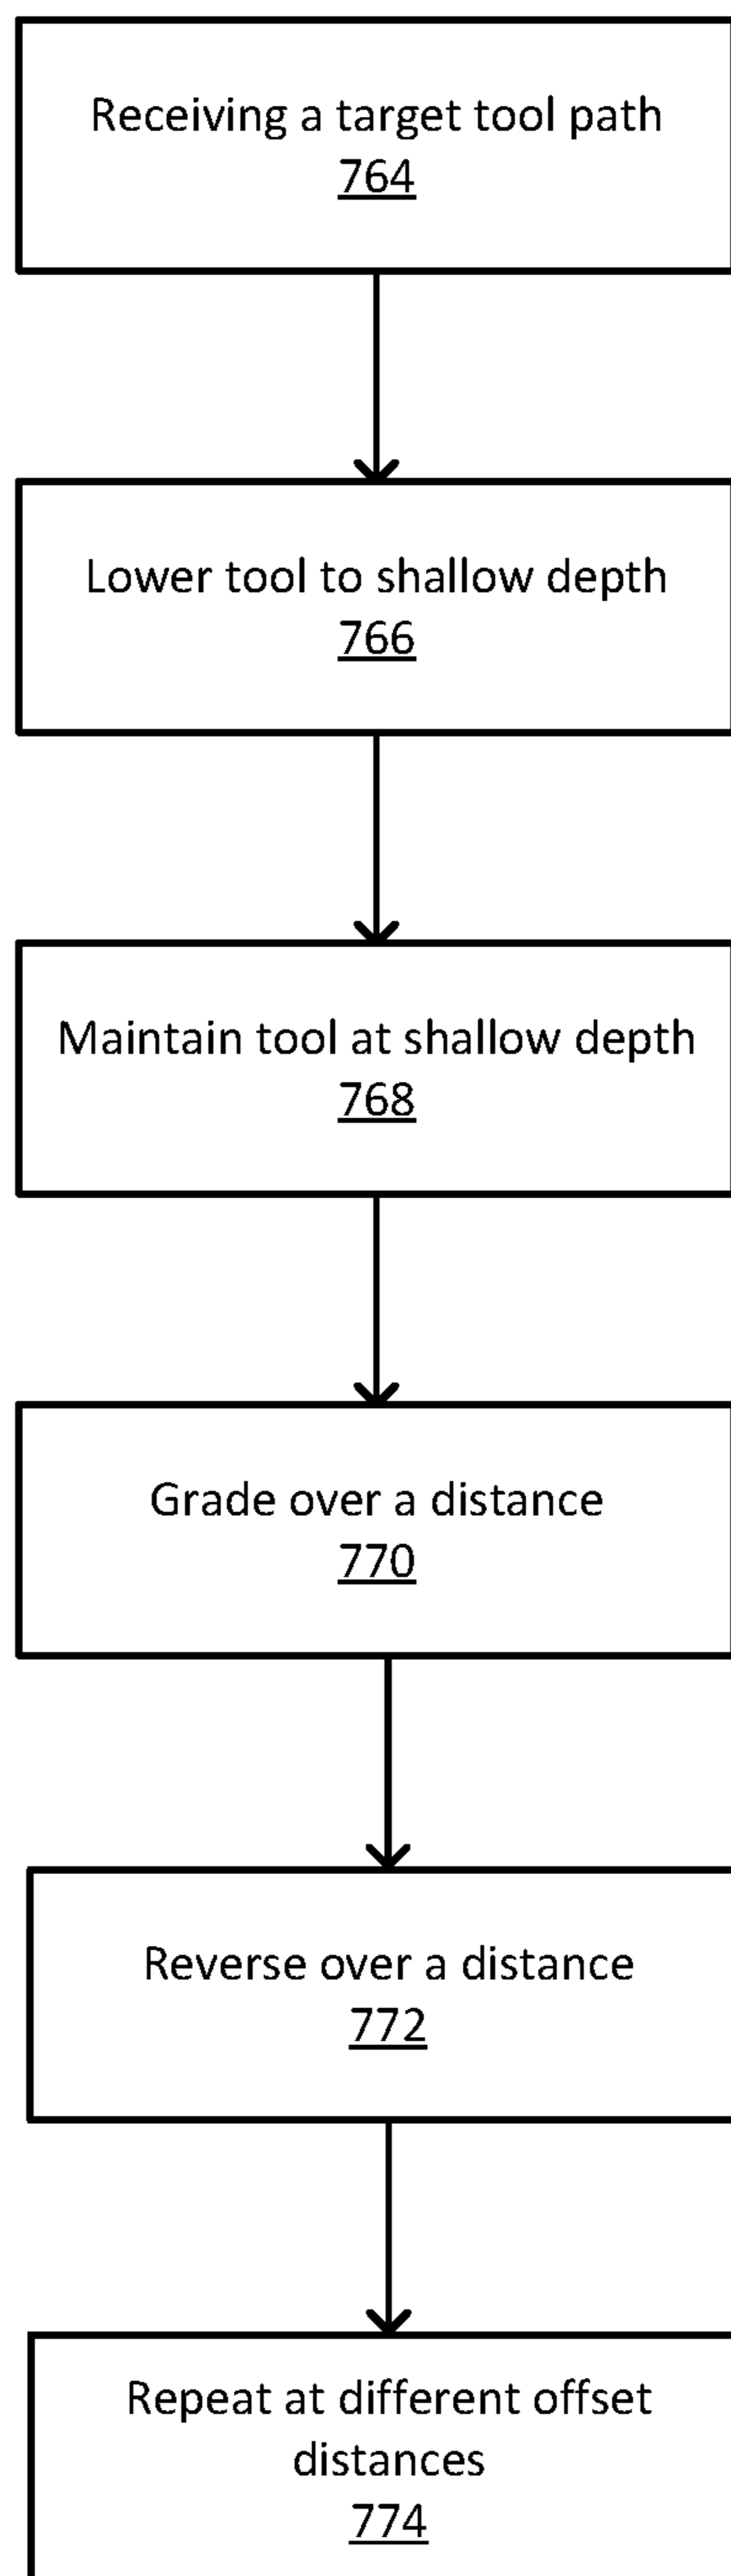 Receiving a target tool path
764
Lower tool to shallow depth
766
Maintain tool at shallow depth
768
Grade over a distance
770
Reverse over a distance
772
Repeat at different offset
distances
774